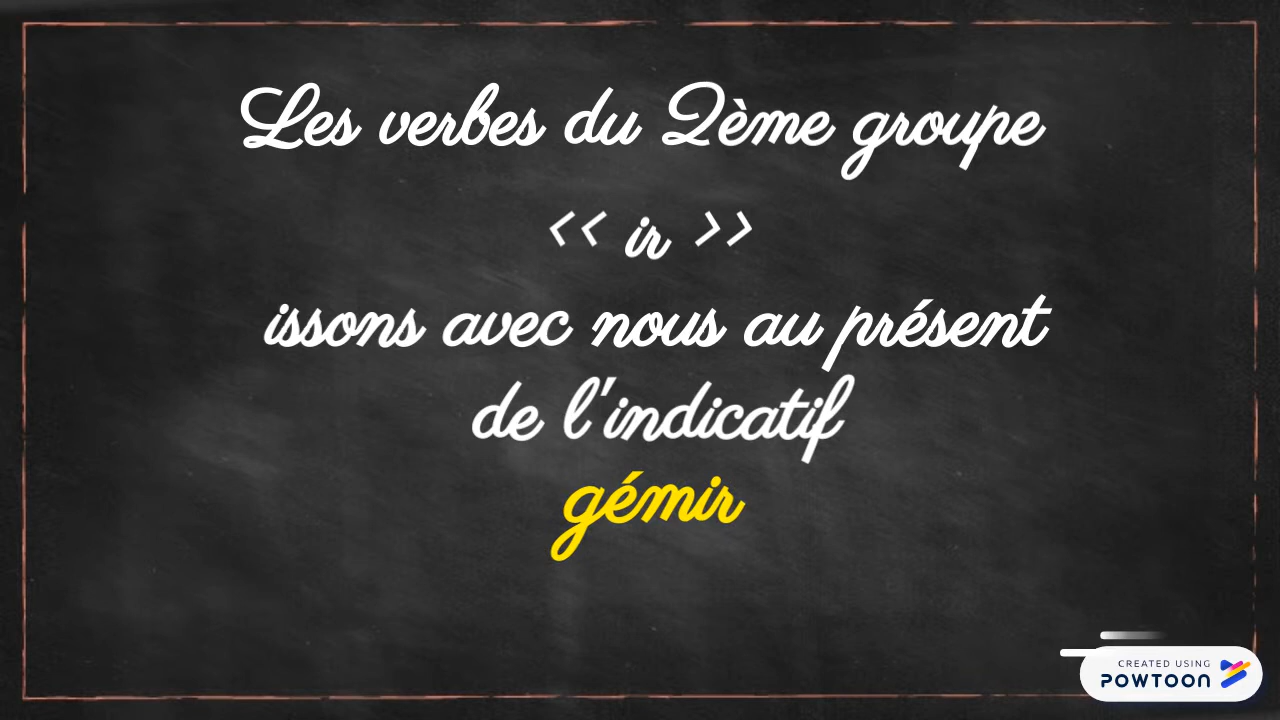 Les verbes du 2ème groupe
<< ir >>
issons avec nous au présent
de l'indicatif
gémir
CREATED USING
POWTOON